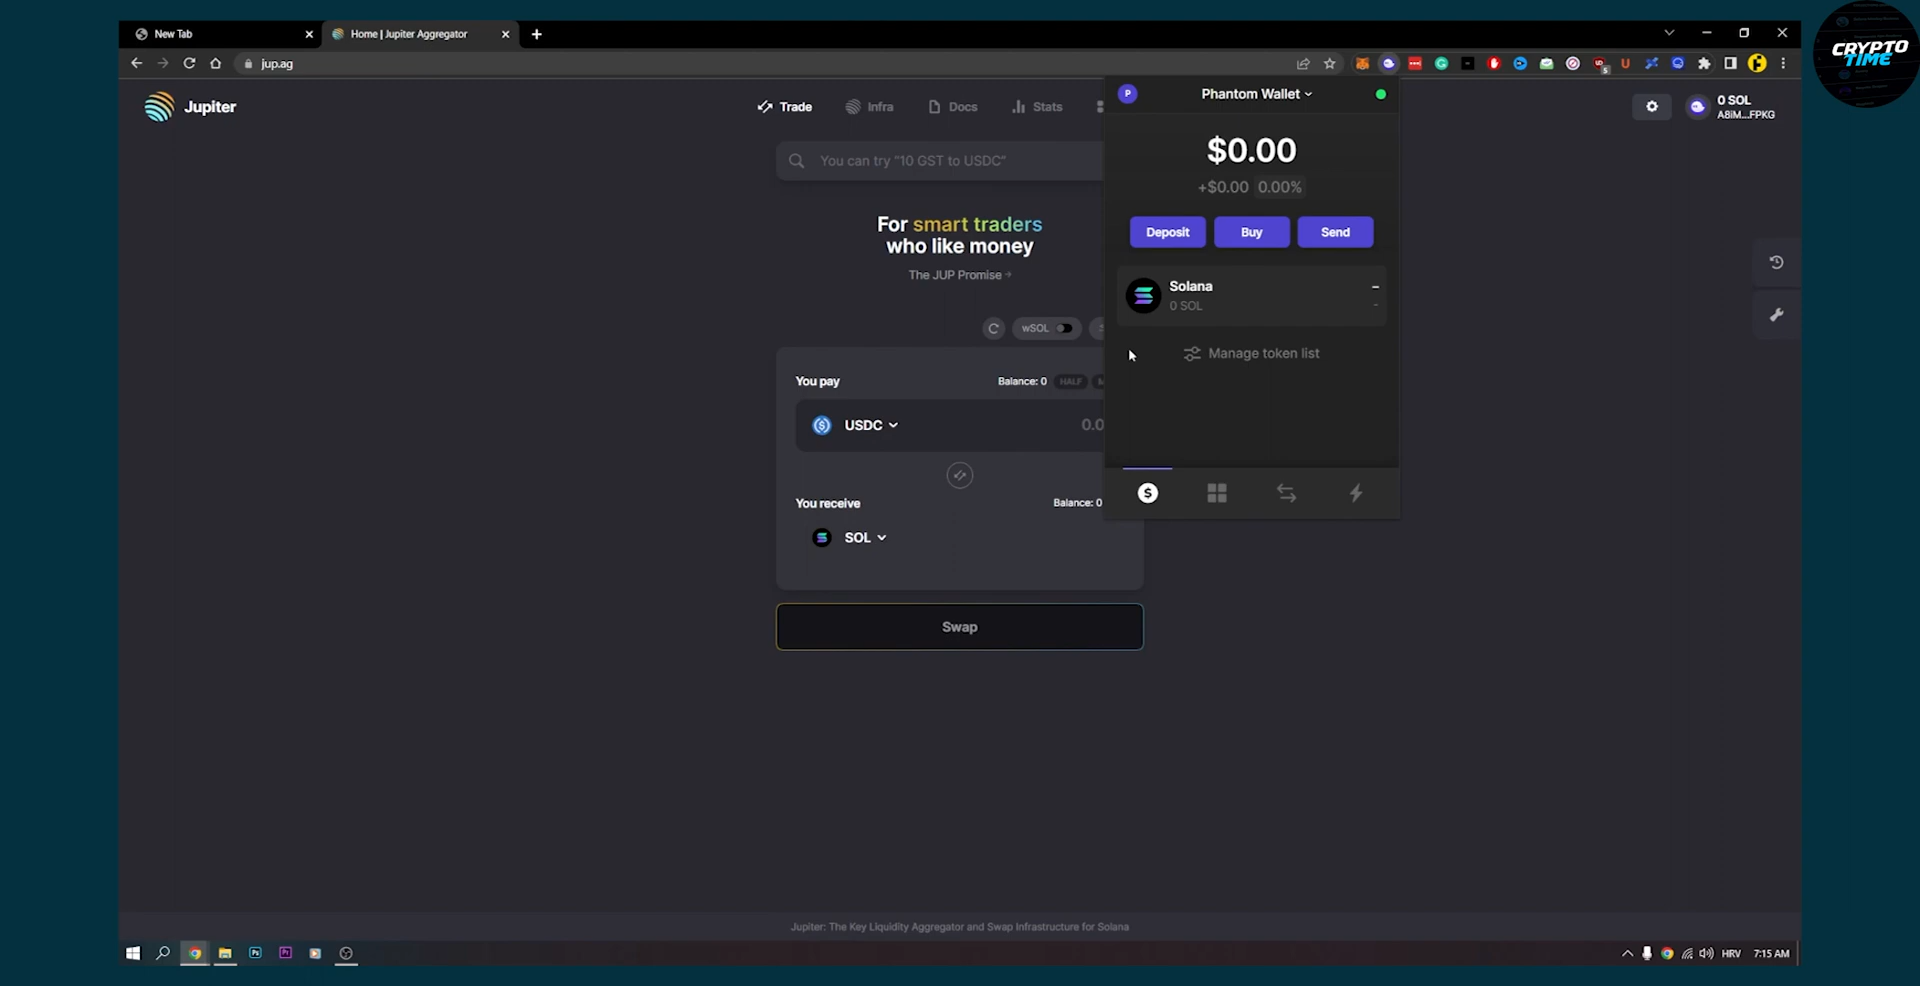 New Tab
Home | Jupiter Aggregator
CRYPTO
TIME
jup.ag
Jupiter
Trade
Infra
Docs
Stats
P
Phantom Wallet
0 SOL
A8iM...FPKG
You can try "10 GST to USDC"
$0.00
+$0.00 0.00%
For smart traders
who like money
The JUP Promise
Deposit
Buy
Send
Solana
0 SOL
-
-
wSOL
Manage token list
You pay
Balance: 0
HALF
USDC
0.0
You receive
Balance: 0
SOL
Swap
Jupiter: The Key Liquidity Aggregator and Swap Infrastructure for Solana
Ps
Pr
HRV
7:15 AM